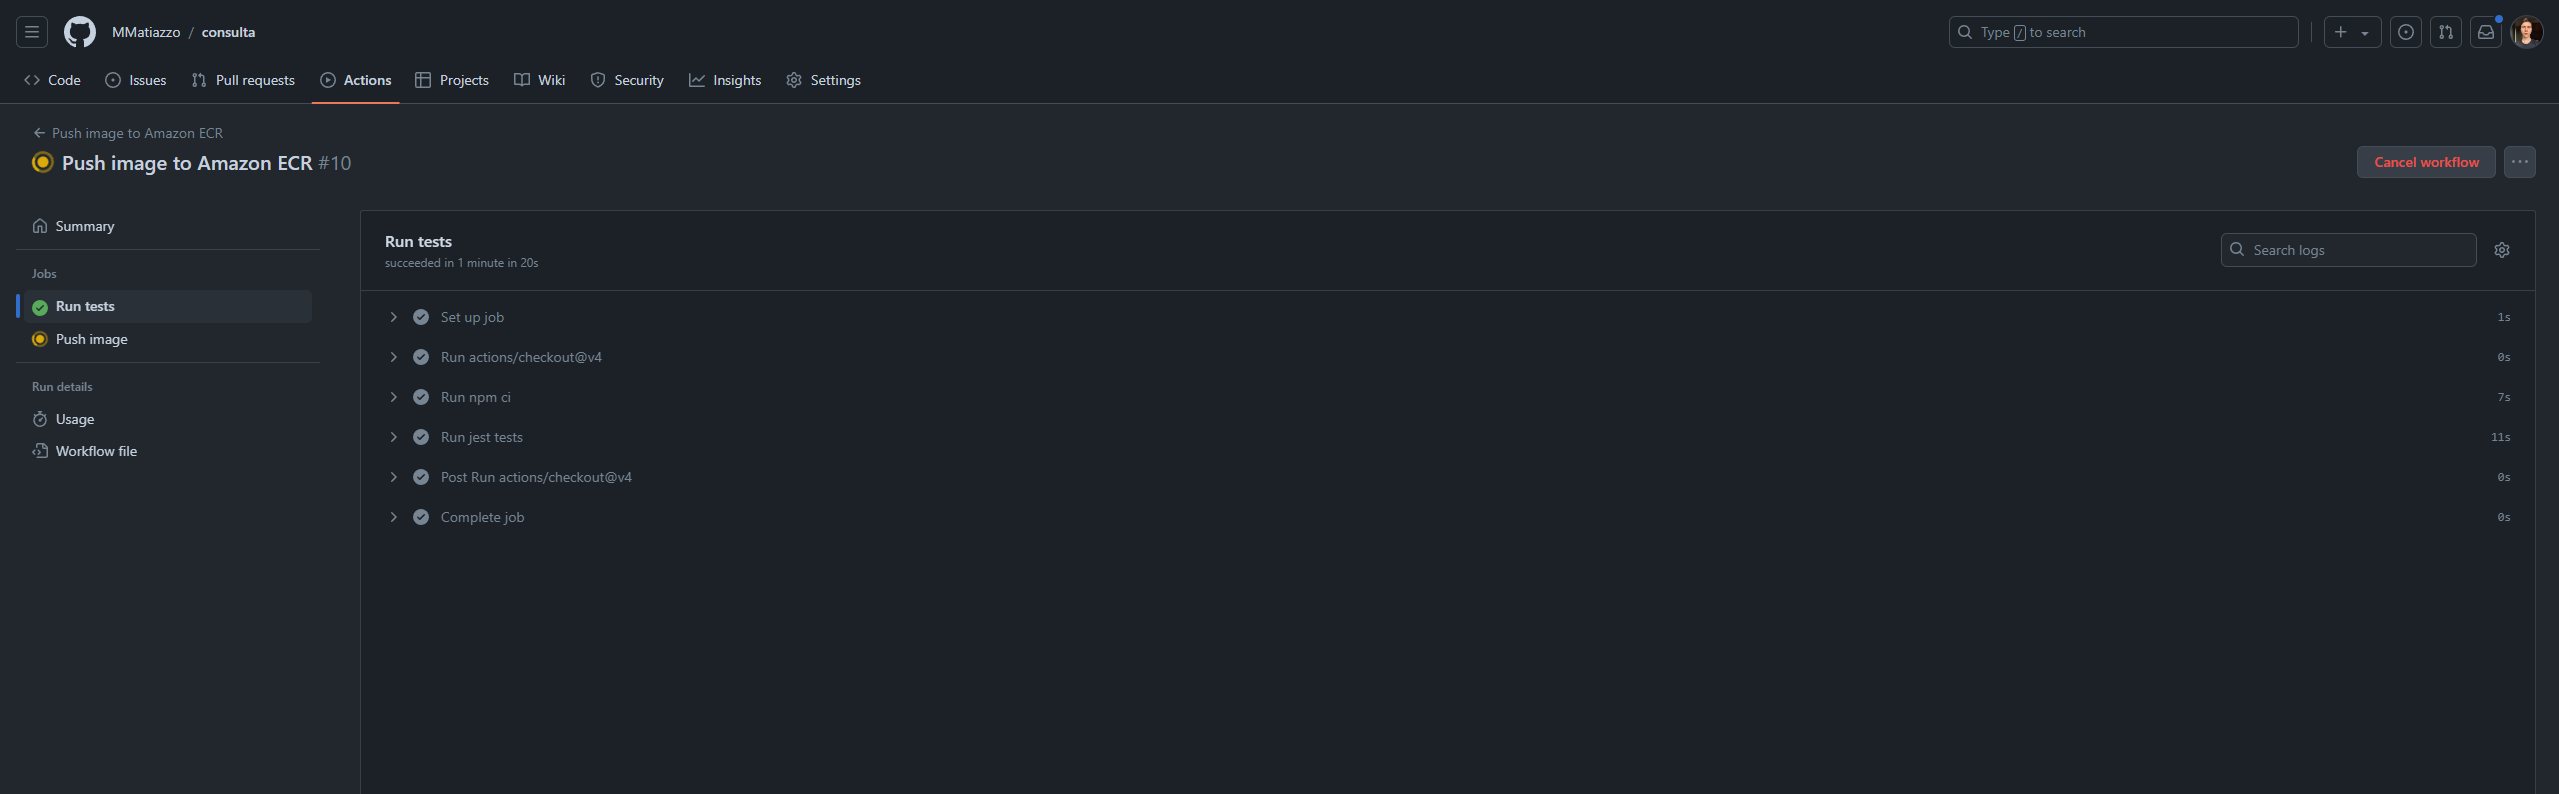 MMatiazzo / consulta
Type / to search
Code Issues Pull requests Actions Projects Wiki Security Insights Settings
Push image to Amazon ECR
Push image to Amazon ECR #10
Cancel workflow
Summary
Jobs
Run tests
Push image
Run details
Usage
Workflow file
Run tests
succeeded in 1 minute in 20s
Search logs
Set up job 1s
Run actions/checkout@v4 0s
Run npm ci 7s
Run jest tests 11s
Post Run actions/checkout@v4 0s
Complete job 0s